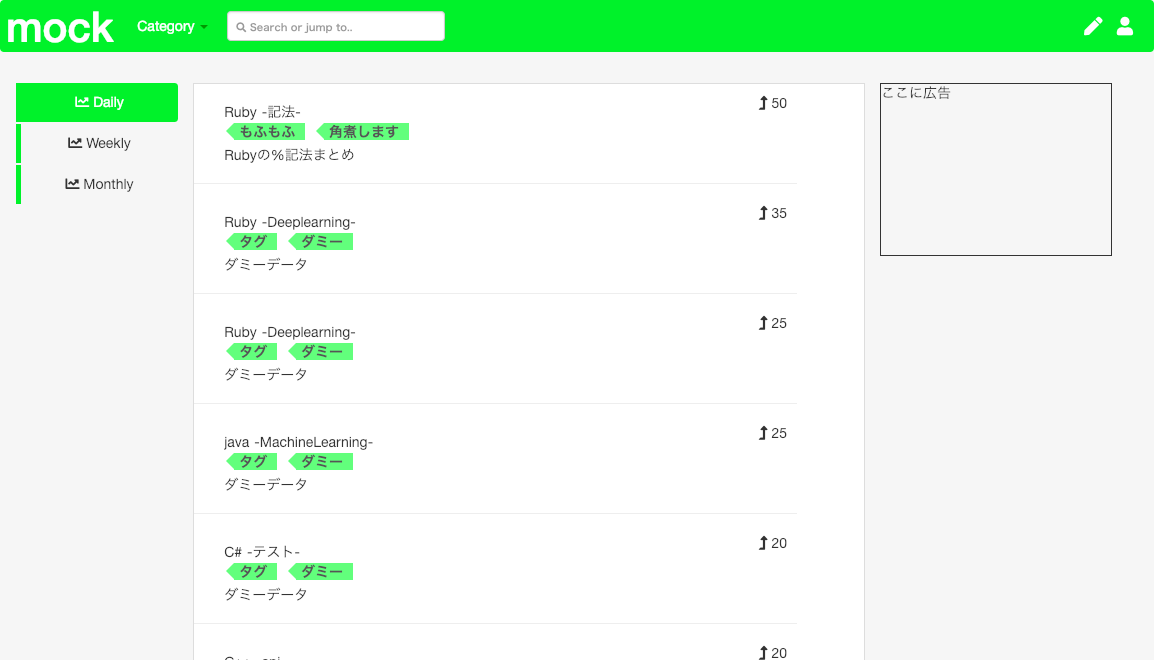 mock
Category
Search or jump to..
Daily
Weekly
Monthly
Ruby -記法-
50
もふもふ 角煮します
Rubyの%記法まとめ
Ruby -Deeplearning-
35
タグ ダミー
ダミーデータ
Ruby -Deeplearning-
25
タグ ダミー
ダミーデータ
java -MachineLearning-
25
タグ ダミー
ダミーデータ
C# -テスト-
20
タグ ダミー
ダミーデータ
20
ここに広告